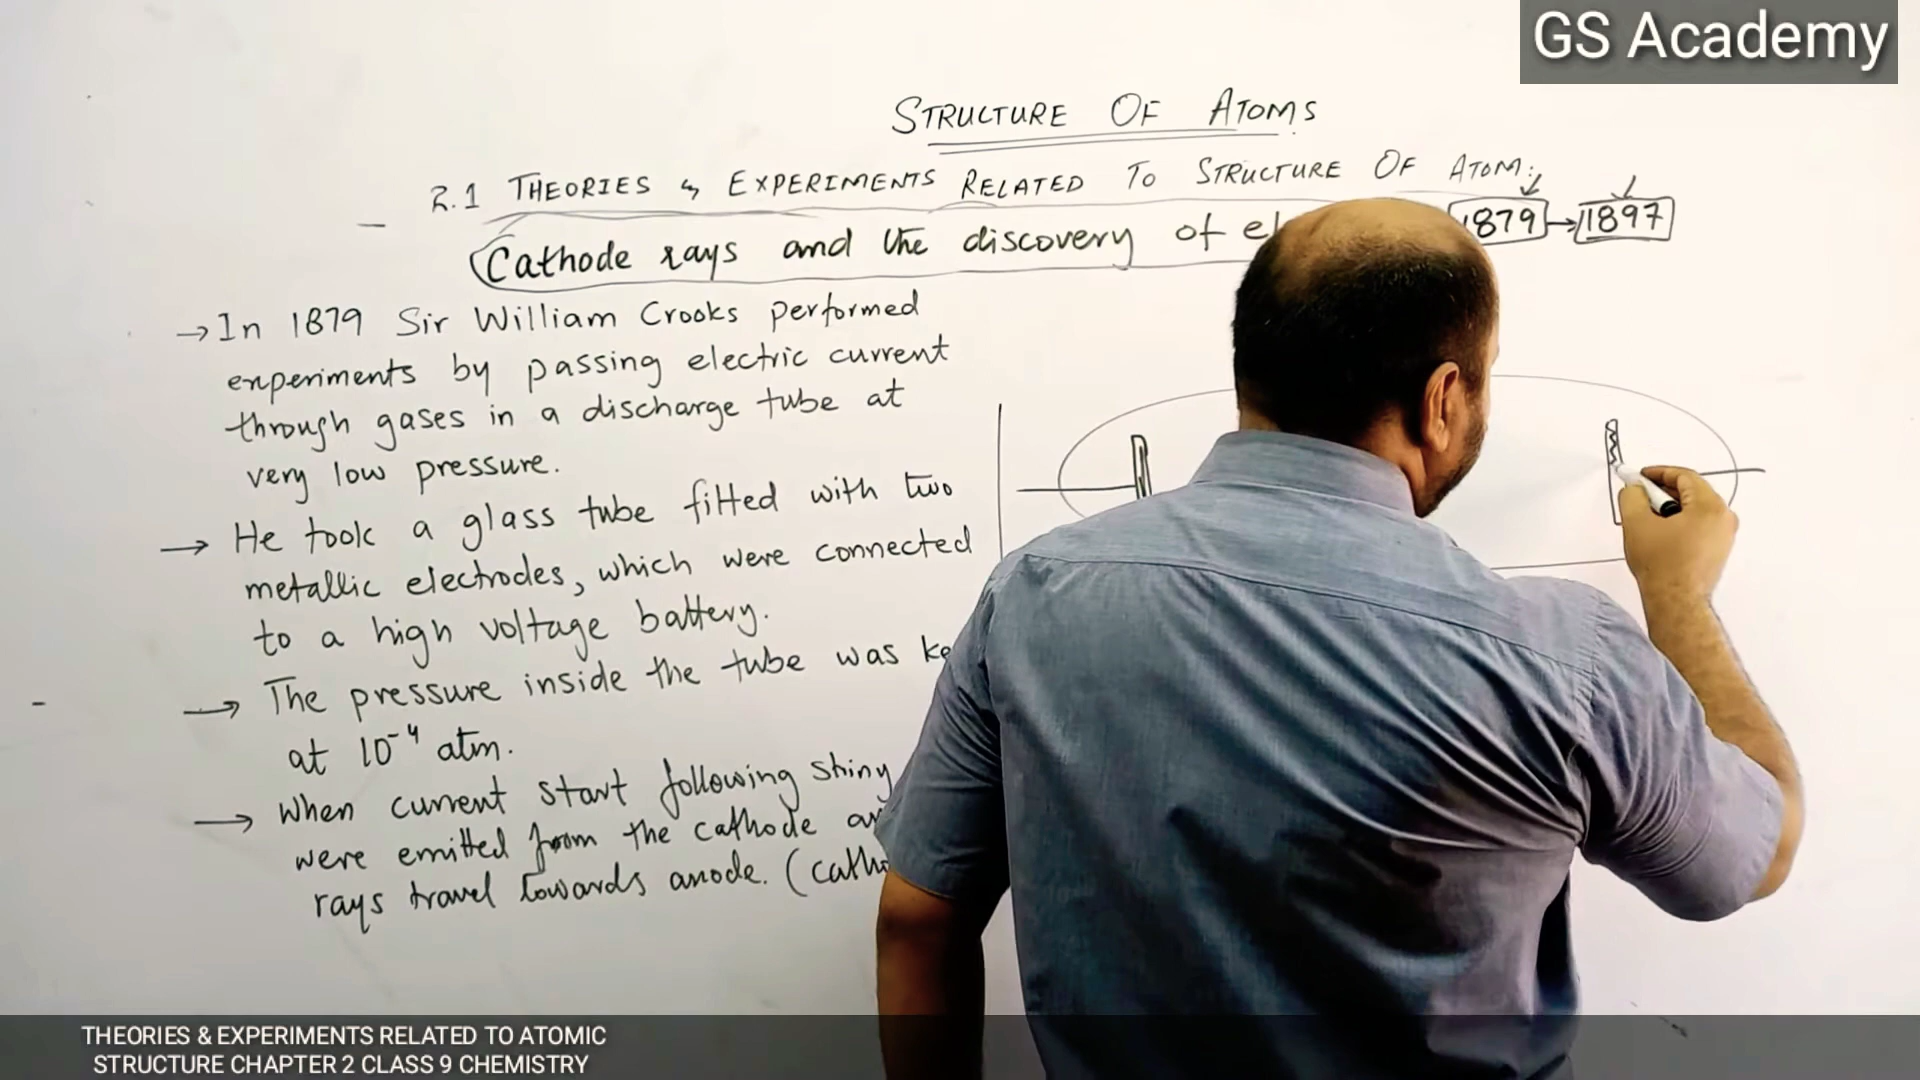 GS Academy
STRUCTURE OF ATOMS
2.1 THEORIES & EXPERIMENTS RELATED TO STRUCTURE OF ATOM:
Cathode rays and the discovery of el 1879 → 1897
→ In 1879 Sir William Crooks performed
experiments by passing electric current
through gases in a discharge tube at
very low pressure.
→ He took a glass tube fitted with two
metallic electrodes, which were connected
to a high voltage battery.
→ The pressure inside the tube was ke
at 10⁻⁴ atm.
→ When current start following shiny
were emitted from the cathode an
rays travel towards anode. (catho
THEORIES & EXPERIMENTS RELATED TO ATOMIC
STRUCTURE CHAPTER 2 CLASS 9 CHEMISTRY